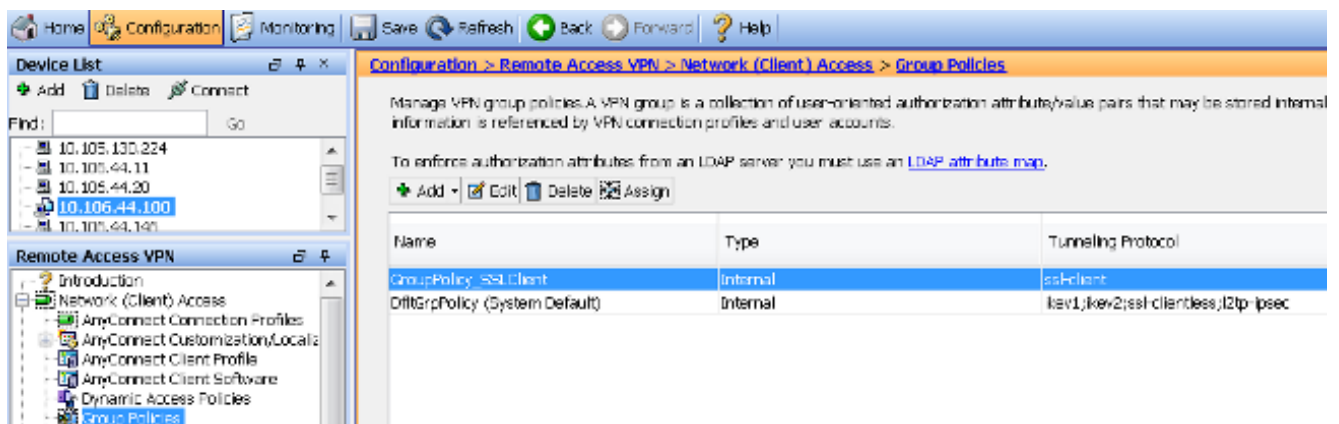 Home Configuration Monitoring Save Refresh Back Forward Help
Device List
Add Delete Connect
Find: Go
10.105.130.224
10.106.44.11
10.106.44.20
10.106.44.100
Remote Access VPN
Introduction
Network (Client) Access
AnyConnect Connection Profiles
AnyConnect Customization/Localiz
AnyConnect Client Profile
AnyConnect Client Software
Dynamic Access Policies
Group Policies
Configuration > Remote Access VPN > Network (Client) Access > Group Policies
Manage VPN group policies.A VPN group is a collection of user-oriented authorization attribute/value pairs that may be stored internal
information is referenced by VPN connection profiles and user accounts.
To enforce authorization attributes from an LDAP server you must use an LDAP attribute map.
Add Edit Delete Assign
Name Type Tunneling Protocol
GroupPolicy_SSLClient Internal ssl-client
DfltGrpPolicy (System Default) Internal ikev1;ikev2;ssl-clientless;l2tp-ipsec